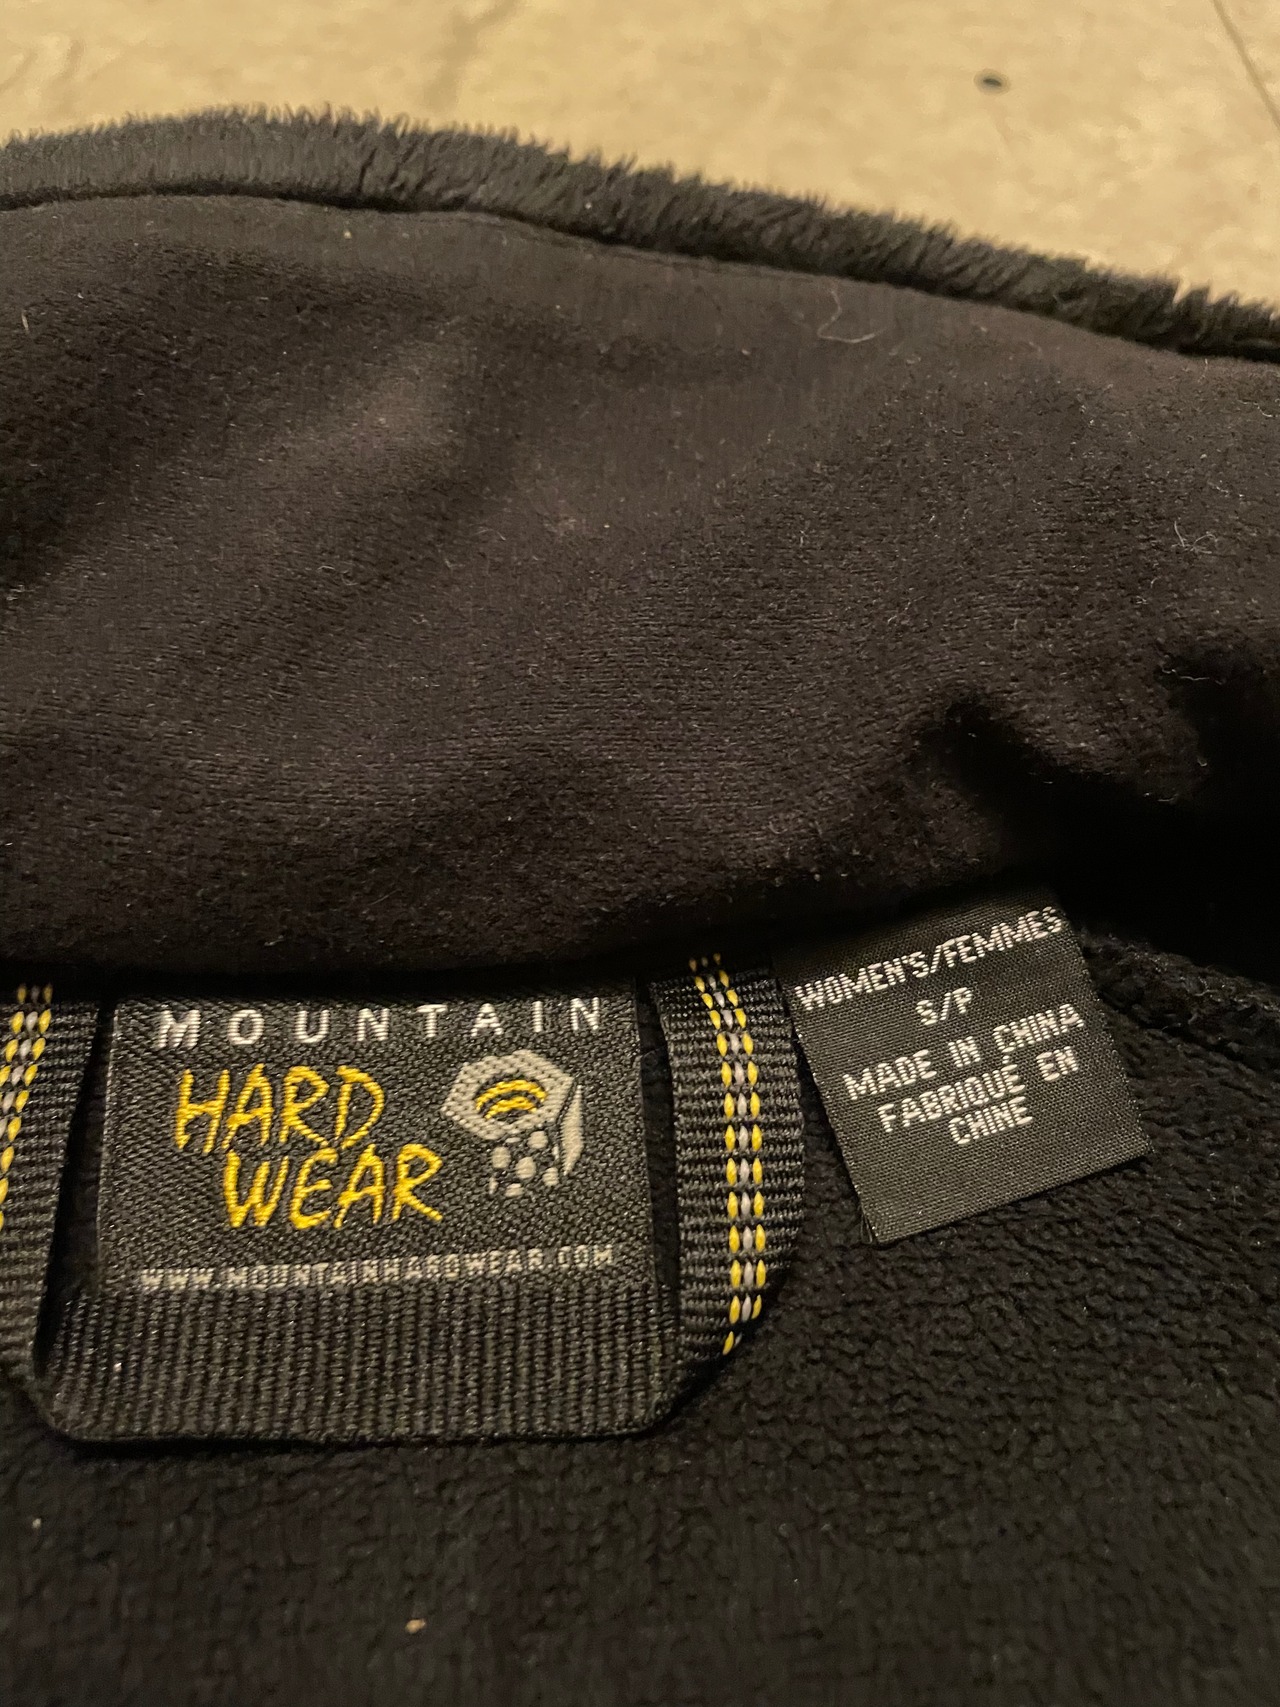 MOUNTAIN
HARD
WEAR
WWW.MOUNTAINHARDWEAR.COM
WOMEN'S/FEMMES
S/P
MADE IN CHINA
FABRIQUÉ EN
CHINE